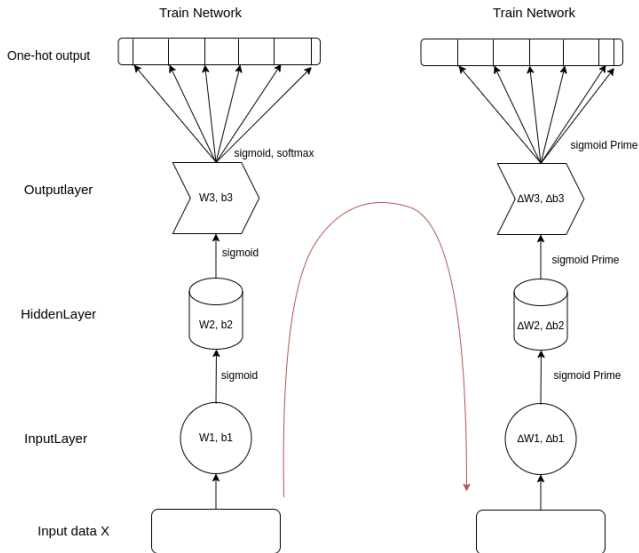 Train Network
Train Network
One-hot output
sigmoid, softmax
sigmoid Prime
Outputlayer
W3, b3
ΔW3, Δb3
sigmoid
sigmoid Prime
HiddenLayer
W2, b2
ΔW2, Δb2
sigmoid
sigmoid Prime
InputLayer
W1, b1
ΔW1, Δb1
Input data X